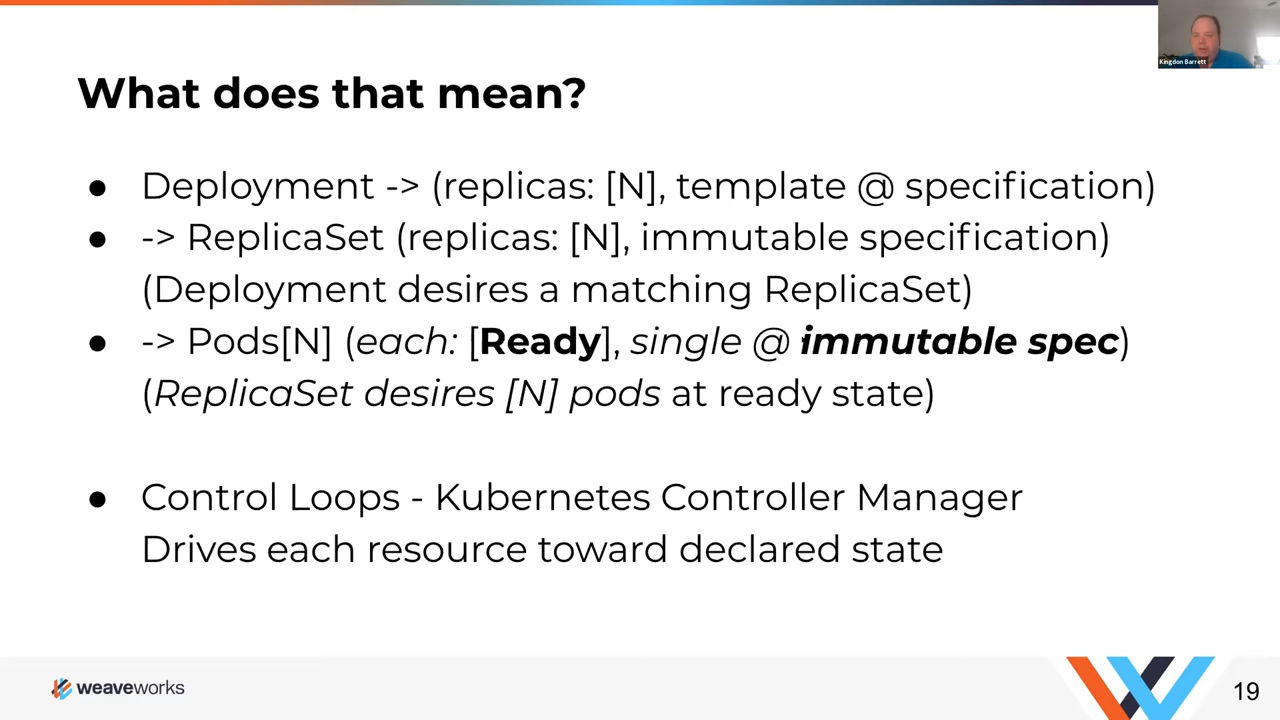 Kingdon Barrett
What does that mean?
● Deployment -> (replicas: [N], template @ specification)
● -> ReplicaSet (replicas: [N], immutable specification)
(Deployment desires a matching ReplicaSet)
● -> Pods[N] (each: [Ready], single @ immutable spec)
(ReplicaSet desires [N] pods at ready state)
● Control Loops - Kubernetes Controller Manager
Drives each resource toward declared state
weaveworks
19